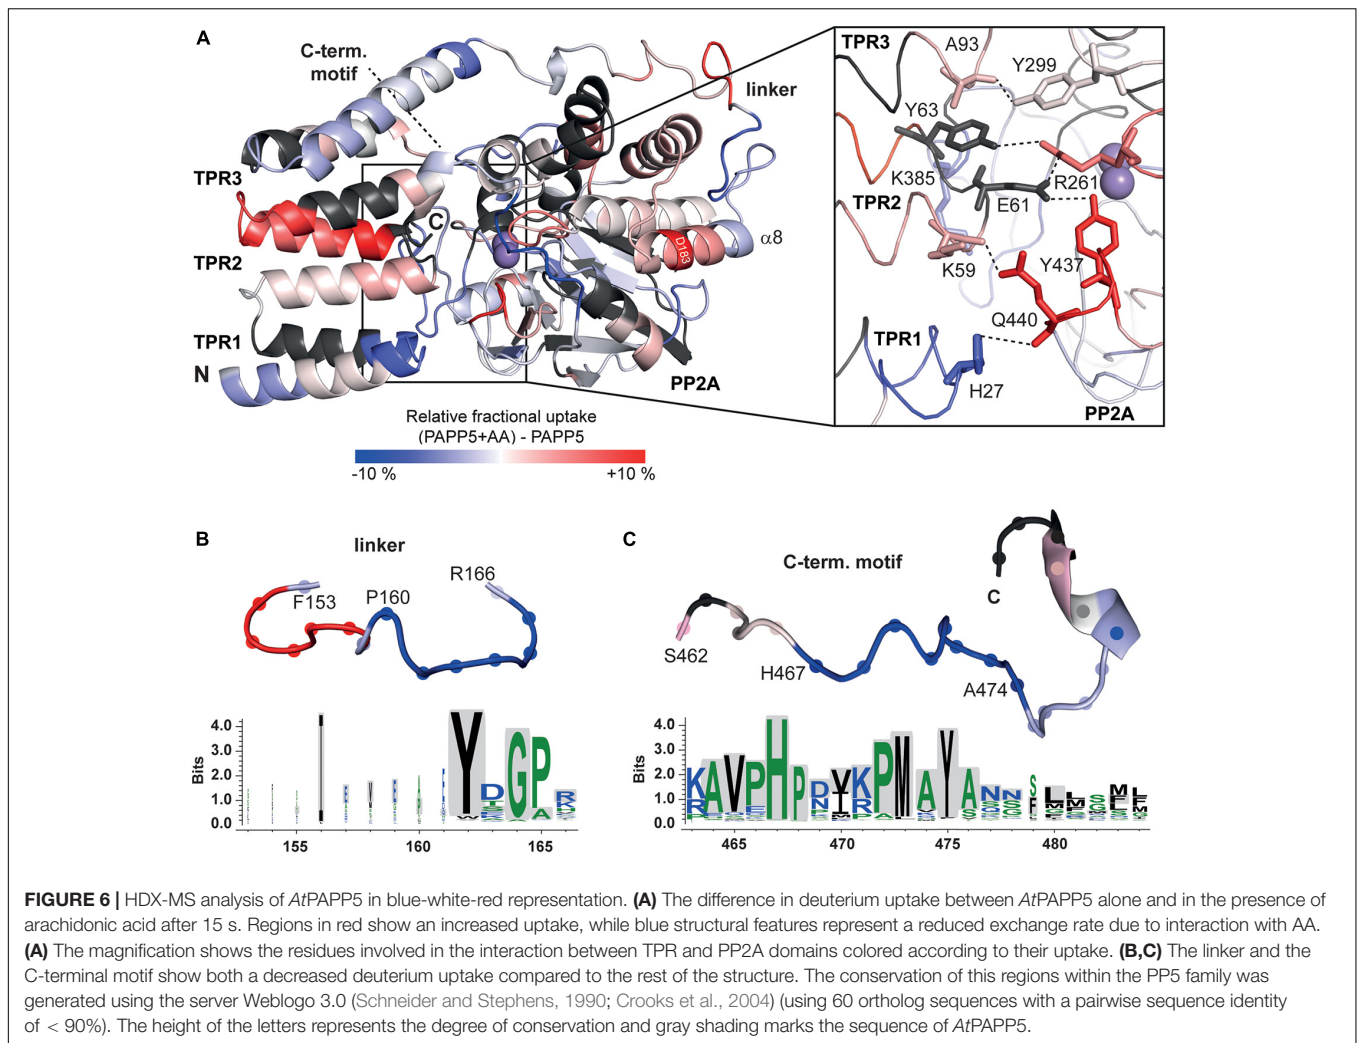 A
C-term.
motif
linker
TPR3
C
D183
α8
TPR2
TPR1
N
PP2A
TPR3
A93
Y299
Y63
K385
R261
E61
TPR2
K59
Y437
Q440
TPR1
H27
PP2A
Relative fractional uptake
(PAPP5+AA) - PAPP5
-10 %
+10 %
B
linker
F153
P160
R166
4.0
3.0
2.0
1.0
0.0
Bits
I Y D G P R
155 160 165
C
C-term. motif
C
S462
H467
A474
4.0
3.0
2.0
1.0
0.0
Bits
K A V P H P D Y K P M A Y A N N S L L S M L
465 470 475 480
FIGURE 6 | HDX-MS analysis of AtPAPP5 in blue-white-red representation. (A) The difference in deuterium uptake between AtPAPP5 alone and in the presence of
arachidonic acid after 15 s. Regions in red show an increased uptake, while blue structural features represent a reduced exchange rate due to interaction with AA.
(A) The magnification shows the residues involved in the interaction between TPR and PP2A domains colored according to their uptake. (B,C) The linker and the
C-terminal motif show both a decreased deuterium uptake compared to the rest of the structure. The conservation of this regions within the PP5 family was
generated using the server Weblogo 3.0 (Schneider and Stephens, 1990; Crooks et al., 2004) (using 60 ortholog sequences with a pairwise sequence identity
of < 90%). The height of the letters represents the degree of conservation and gray shading marks the sequence of AtPAPP5.